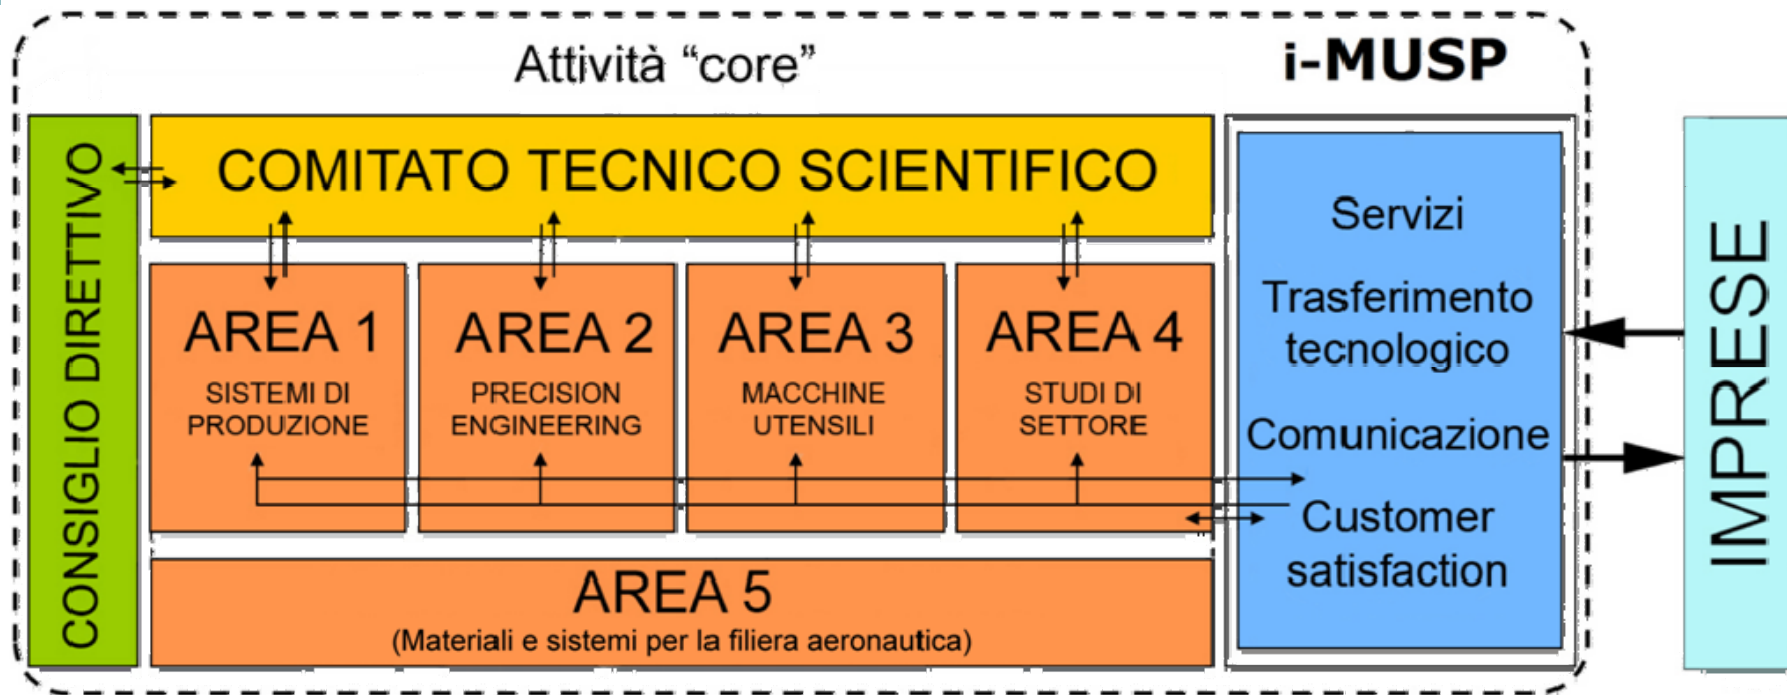 Attività “core”
i-MUSP
CONSIGLIO DIRETTIVO
COMITATO TECNICO SCIENTIFICO
AREA 1
SISTEMI DI
PRODUZIONE
AREA 2
PRECISION
ENGINEERING
AREA 3
MACCHINE
UTENSILI
AREA 4
STUDI DI
SETTORE
AREA 5
(Materiali e sistemi per la filiera aeronautica)
Servizi
Trasferimento
tecnologico
Comunicazione
Customer
satisfaction
IMPRESE